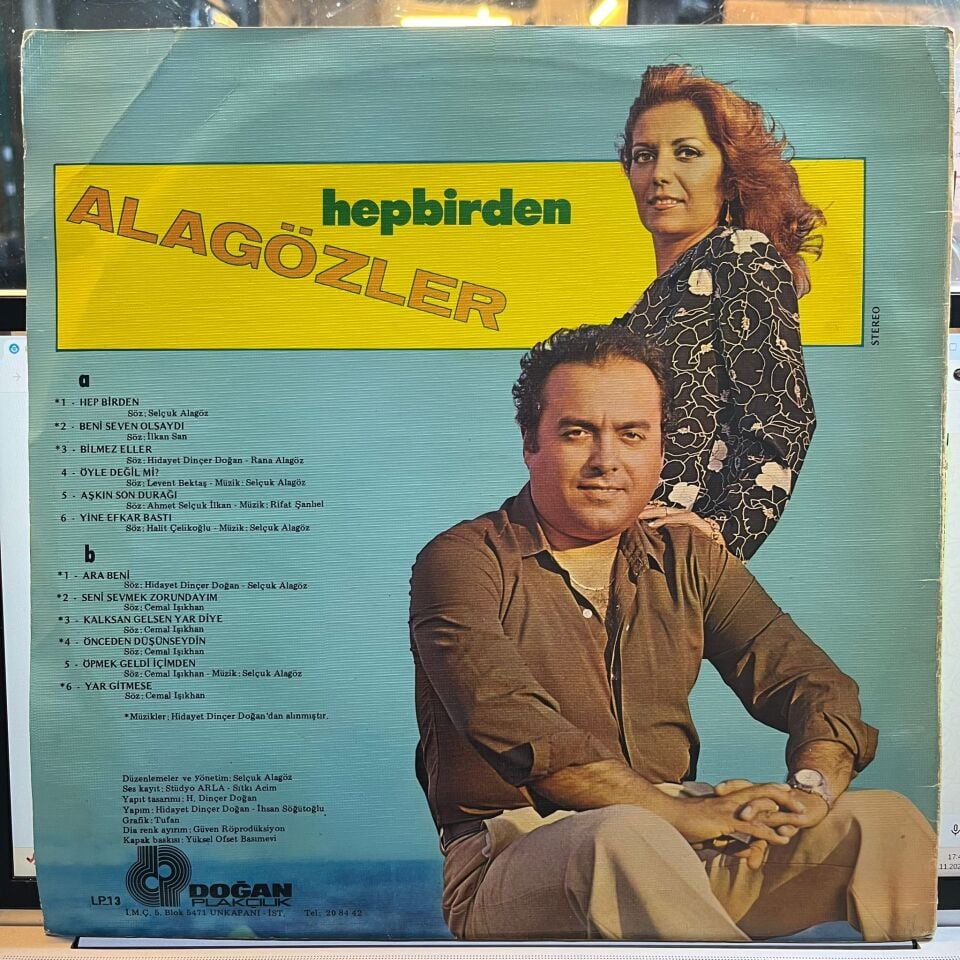 hepbirden
ALAGÖZLER
STEREO
a
*1 - HEP BİRDEN
Söz: Selçuk Alagöz
*2 - BENİ SEVEN OLSAYDI
Söz: İlkan San
*3 - BİLMEZ ELLER
Söz: Hidayet Dinçer Doğan - Rana Alagöz
4 - ÖYLE DEĞİL Mİ?
Söz: Levent Bektaş - Müzik: Selçuk Alagöz
5 - AŞKIN SON DURAĞI
Söz: Ahmet Selçuk İlkan - Müzik: Rifat Şanlıel
6 - YİNE EFKAR BASTI
Söz: Halit Çelikoğlu - Müzik: Selçuk Alagöz
b
*1 - ARA BENİ
Söz: Hidayet Dinçer Doğan - Selçuk Alagöz
*2 - SENİ SEVMEK ZORUNDAYIM
Söz: Cemal Işıkhan
*3 - KALKSAN GELSEN YAR DİYE
Söz: Cemal Işıkhan
*4 - ÖNCEDEN DÜŞÜNSEYDİN
Söz: Cemal Işıkhan
5 - ÖPMEK GELDİ İÇİMDEN
Söz: Cemal Işıkhan - Müzik: Selçuk Alagöz
*6 - YAR GİTMESE
Söz: Cemal Işıkhan
*Müzikler: Hidayet Dinçer Doğan'dan alınmıştır.
Düzenlemeler ve yönetim: Selçuk Alagöz
Ses kayıt: Stüdyo ARLA - Sıtkı Acim
Yapıt tasarımı: H. Dinçer Doğan
Yapım: Hidayet Dinçer Doğan - İhsan Söğütoğlu
Grafik: Tufan
Dia renk ayırım: Güven Röprodüksiyon
Kapak baskısı: Yüksel Ofset Basımevi
DOĞAN
PLAKÇILIK
LP.13
İ.M.Ç. 5. Blok 5471 UNKAPANI - İST. Tel: 20 84 42